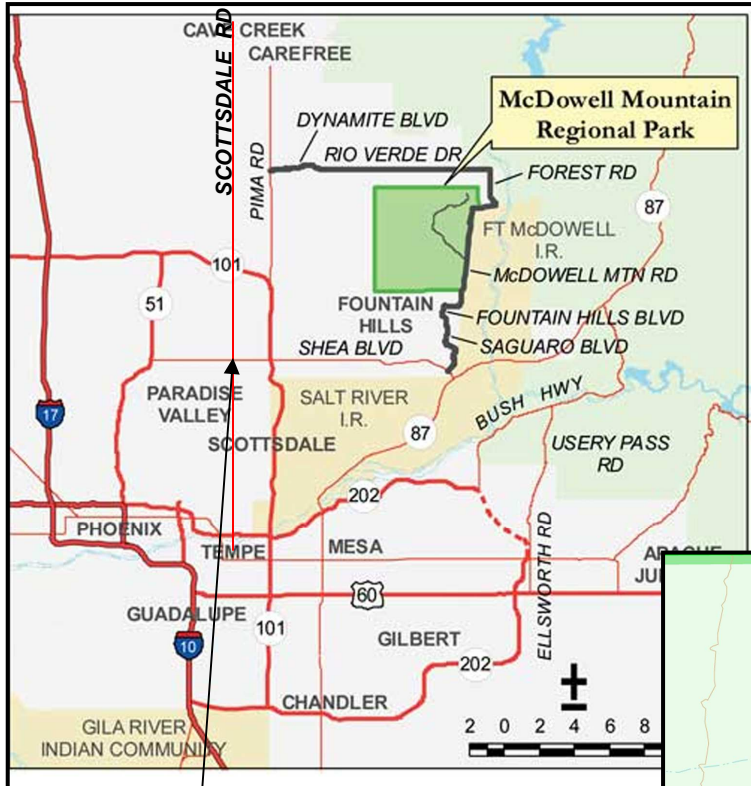 CAVE CREEK
CAREFREE
SCOTTSDALE RD
McDowell Mountain
Regional Park
DYNAMITE BLVD
RIO VERDE DR
PIMA RD
FOREST RD
87
FT McDOWELL
I.R.
101
McDOWELL MTN RD
51
FOUNTAIN
HILLS
FOUNTAIN HILLS BLVD
SHEA BLVD
SAGUARO BLVD
PARADISE
VALLEY
SALT RIVER
I.R.
BUSH HWY
17
87
SCOTTSDALE
USERY PASS
RD
202
PHOENIX
TEMPE
MESA
ELLSWORTH RD
60
GUADALUPE
101
GILBERT
10
202
CHANDLER
GILA RIVER
INDIAN COMMUNITY
2 0 2 4 6 8